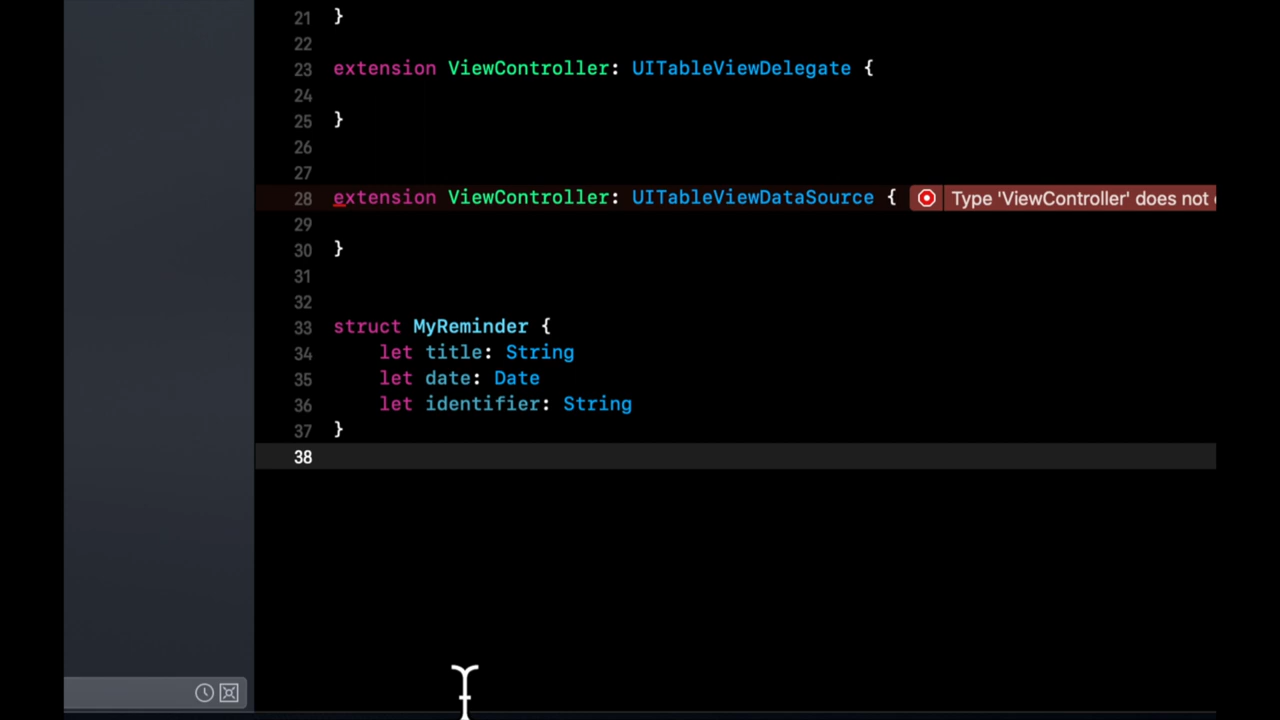 21 }
22
23 extension ViewController: UITableViewDelegate {
24
25 }
26
27
28 extension ViewController: UITableViewDataSource { Type 'ViewController' does not
29
30 }
31
32
33 struct MyReminder {
34 let title: String
35 let date: Date
36 let identifier: String
37 }
38